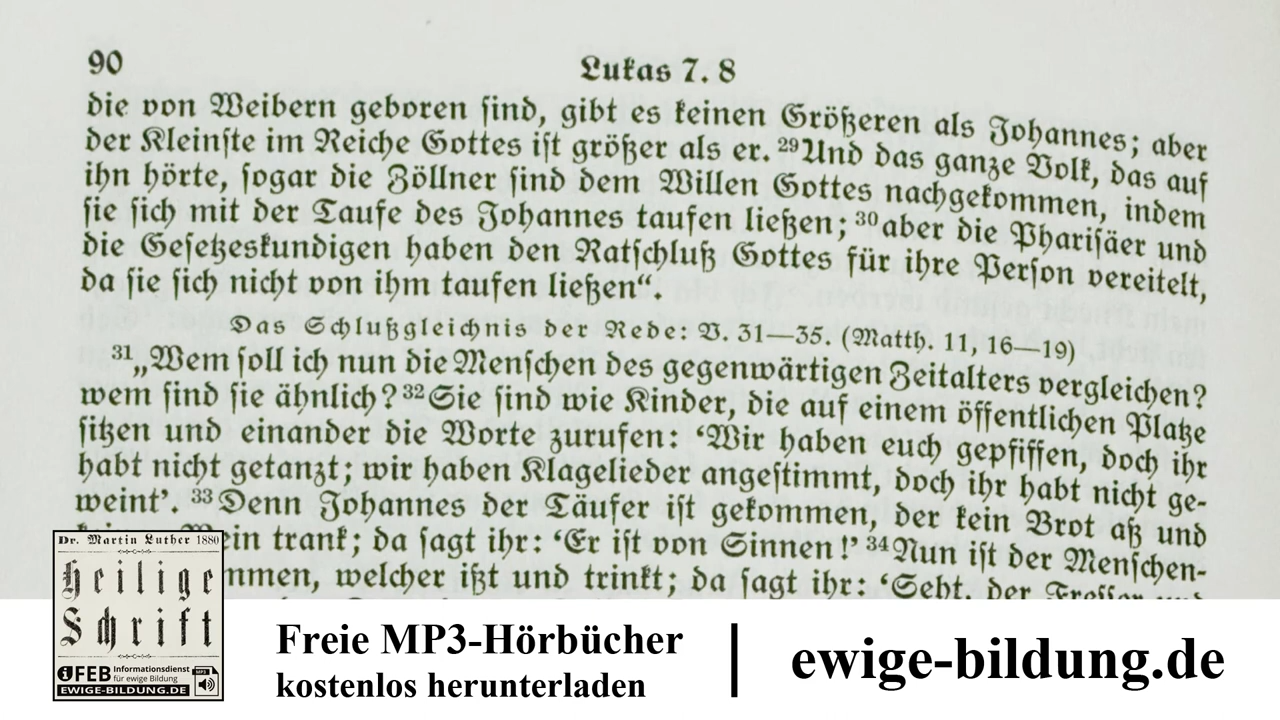 90
Lukas 7. 8
die von Weibern geboren sind, gibt es keinen Größeren als Johannes; aber
der Kleinste im Reiche Gottes ist größer als er. ²⁹Und das ganze Volk, das auf
ihn hörte, sogar die Zöllner sind dem Willen Gottes nachgekommen, indem
sie sich mit der Taufe des Johannes taufen ließen; ³⁰aber die Pharisäer und
die Gesetzeskundigen haben den Ratschluß Gottes für ihre Person vereitelt,
da sie sich nicht von ihm taufen ließen“.
Das Schlußgleichnis der Rede: V. 31—35. (Matth. 11, 16—19)
³¹„Wem soll ich nun die Menschen des gegenwärtigen Zeitalters vergleichen?
wem sind sie ähnlich? ³²Sie sind wie Kinder, die auf einem öffentlichen Platze
sitzen und einander die Worte zurufen: ‘Wir haben euch gepfiffen, doch ihr
habt nicht getanzt; wir haben Klagelieder angestimmt, doch ihr habt nicht ge-
weint’. ³³Denn Johannes der Täufer ist gekommen, der kein Brot aß und
ein trank; da sagt ihr: ‘Er ist von Sinnen!’ ³⁴Nun ist der Menschen-
mmen, welcher ißt und trinkt; da sagt ihr: ‘Seht, der Fresser und
Dr. Martin Luther 1880
Heilige
Schrift
iFEB Informationsdienst
für ewige Bildung
MP3
EWIGE-BILDUNG.DE
Freie MP3-Hörbücher
kostenlos herunterladen
ewige-bildung.de